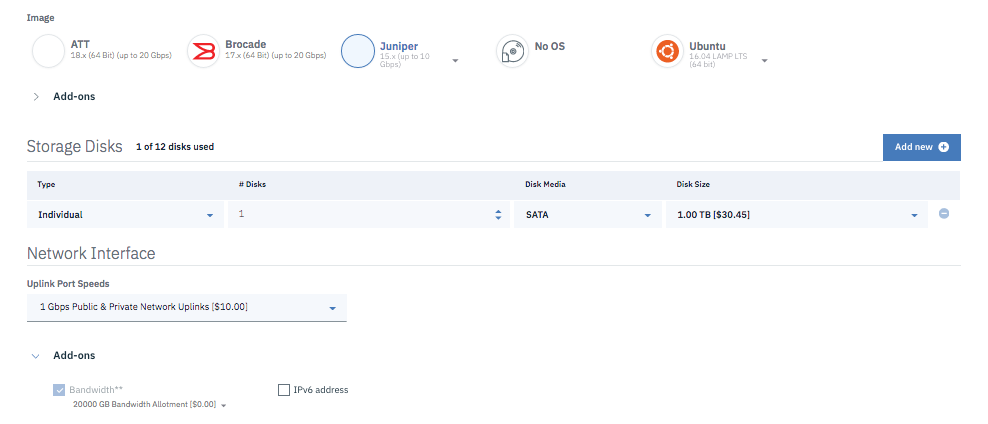 Image
ATT
18.x (64 Bit) (up to 20 Gbps)
Brocade
17.x (64 Bit) (up to 20 Gbps)
Juniper
15.x (up to 10
Gbps)
No OS
Ubuntu
16.04 LAMP LTS
(64 bit)
Add-ons
Storage Disks 1 of 12 disks used
Add new
Type # Disks Disk Media Disk Size
Individual 1 SATA 1.00 TB [$30.45]
Network Interface
Uplink Port Speeds
1 Gbps Public & Private Network Uplinks [$10.00]
Add-ons
Bandwidth** IPv6 address
20000 GB Bandwidth Allotment [$0.00]